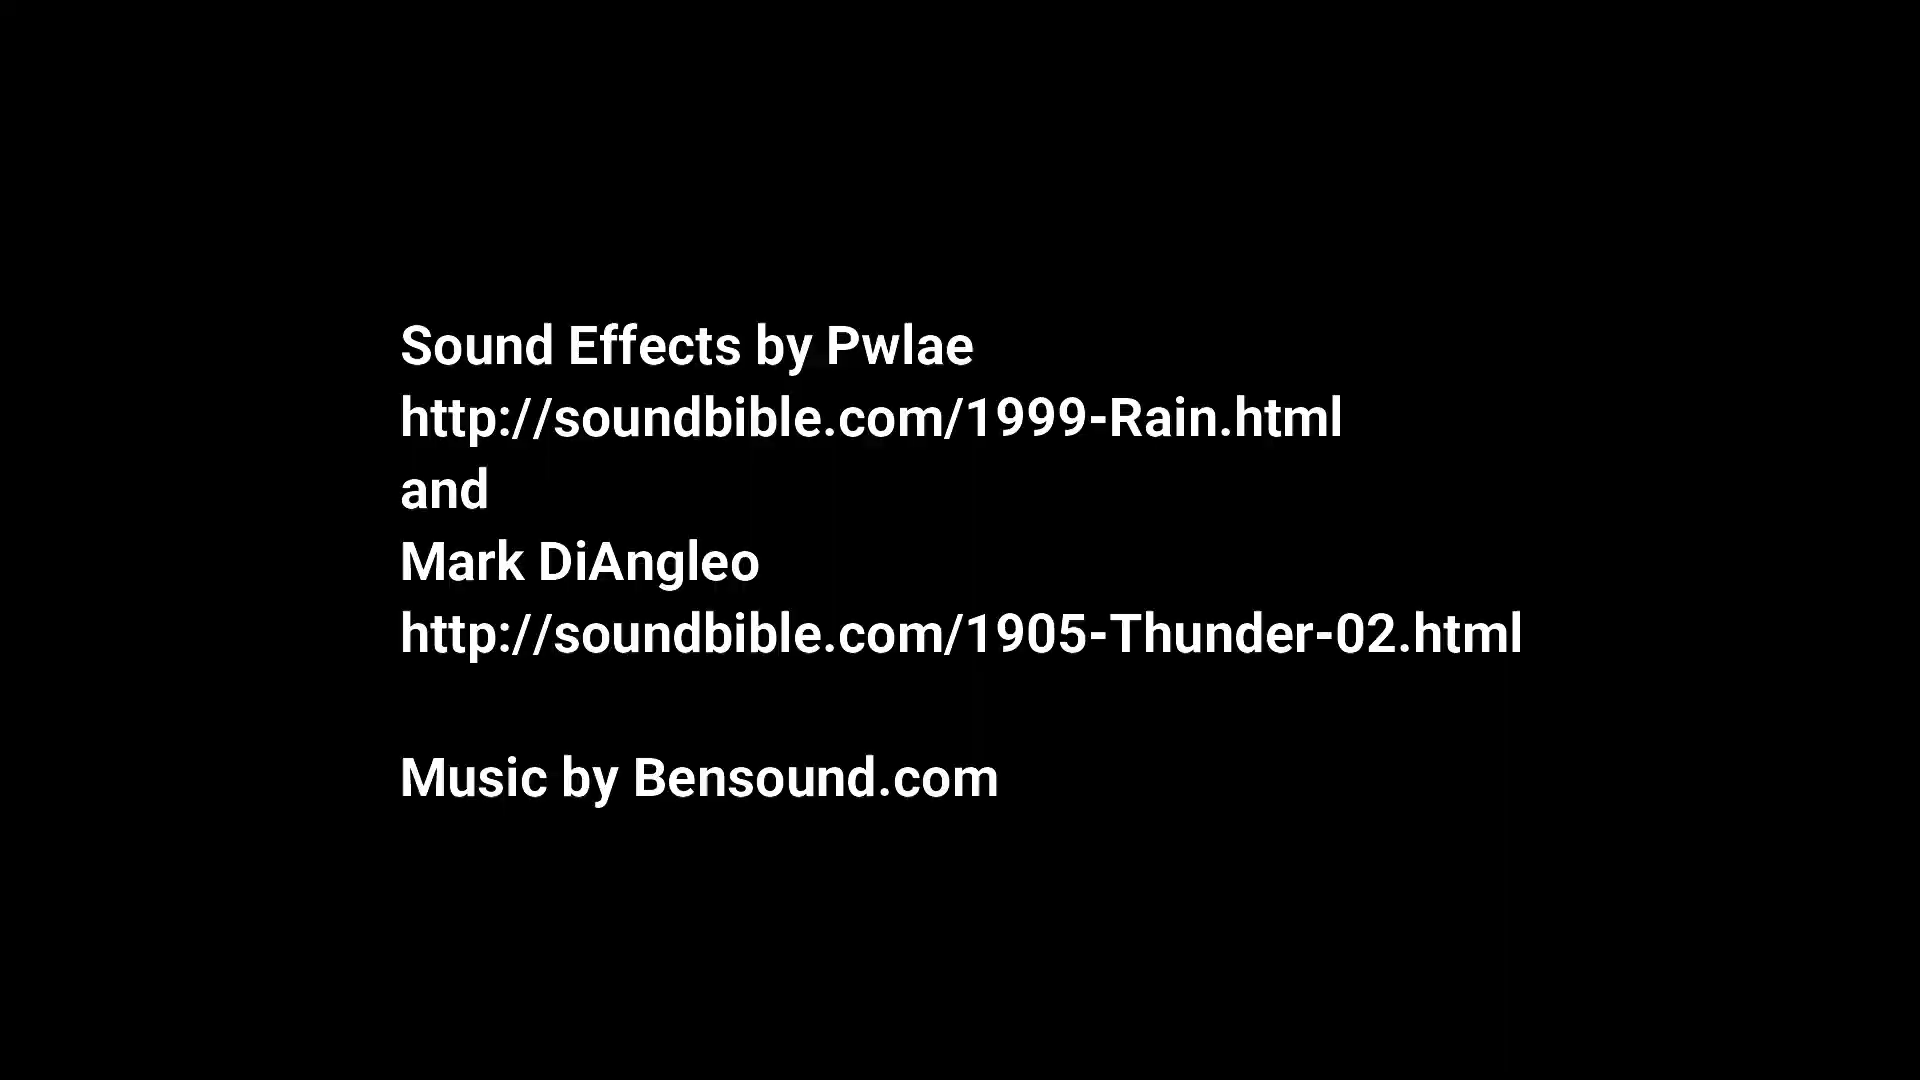 Sound Effects by Pwlae
http://soundbible.com/1999-Rain.html
and
Mark DiAngleo
http://soundbible.com/1905-Thunder-02.html
Music by Bensound.com